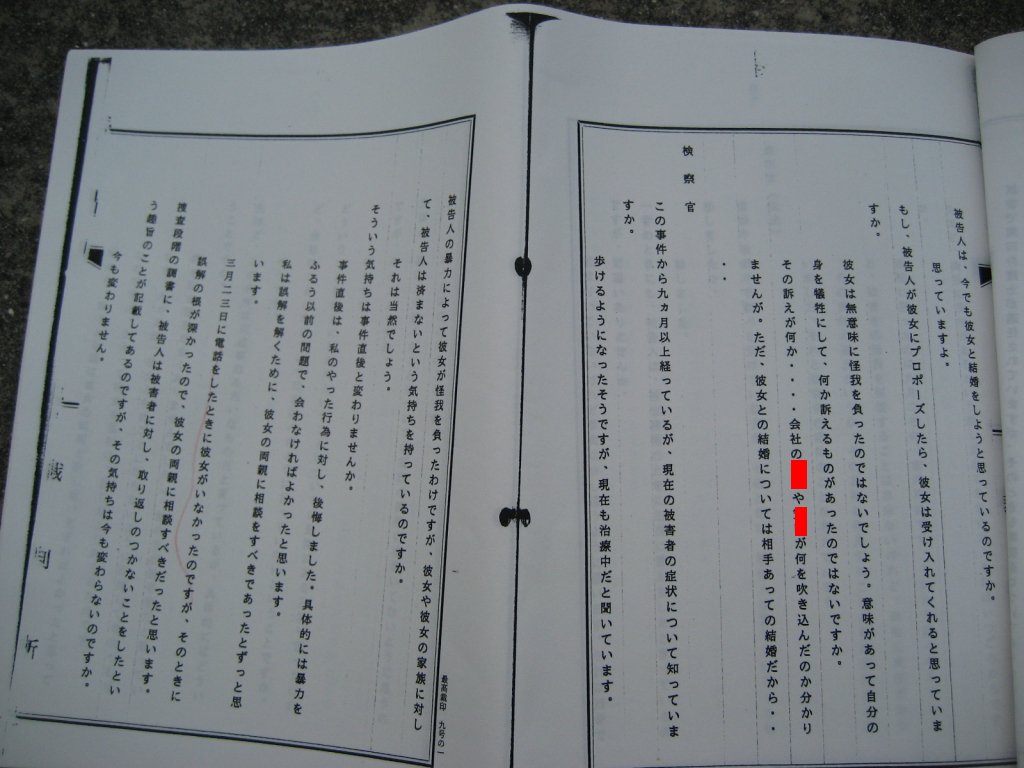 被告人は、今でも彼女と結婚をしようと思っているのですか。
思っていますよ。
もし、被告人が彼女にプロポーズしたら、彼女は受け入れてくれると思っていま
すか。
彼女は無意味に怪我を負ったのではないでしょう。意味があって自分の
身を犠牲にして、何か訴えるものがあったのではないですか。
その訴えが何か・・・・会社のやが何を吹き込んだのか分かり
ませんが。ただ、彼女との結婚については相手あっての結婚だから・・
・・
検察官
この事件から九ヵ月以上経っているが、現在の被害者の症状について知っていま
すか。
歩けるようになったそうですが、現在も治療中だと聞いています。
最高裁印 九号の一
被告人の暴力によって彼女が怪我を負ったわけですが、彼女や彼女の家族に対し
て、被告人は済まないという気持ちを持っているのですか。
それは当然でしょう。
そういう気持ちは事件直後と変わりませんか。
事件直後は、私のやった行為に対し、後悔しました。具体的には暴力を
ふるう以前の問題で、会わなければよかったと思います。
私は誤解を解くために、彼女の両親に相談をすべきであったとずっと思
います。
三月二三日に電話をしたときに彼女がいなかったのですが、そのときに
誤解の根が深かったので、彼女の両親に相談すべきだったと思います。
捜査段階の調書に、被告人は被害者に対し、取り返しのつかないことをしたとい
う趣旨のことが記載してあるのですが、その気持ちは今も変わらないのですか。
今も変わりません。
裁判所